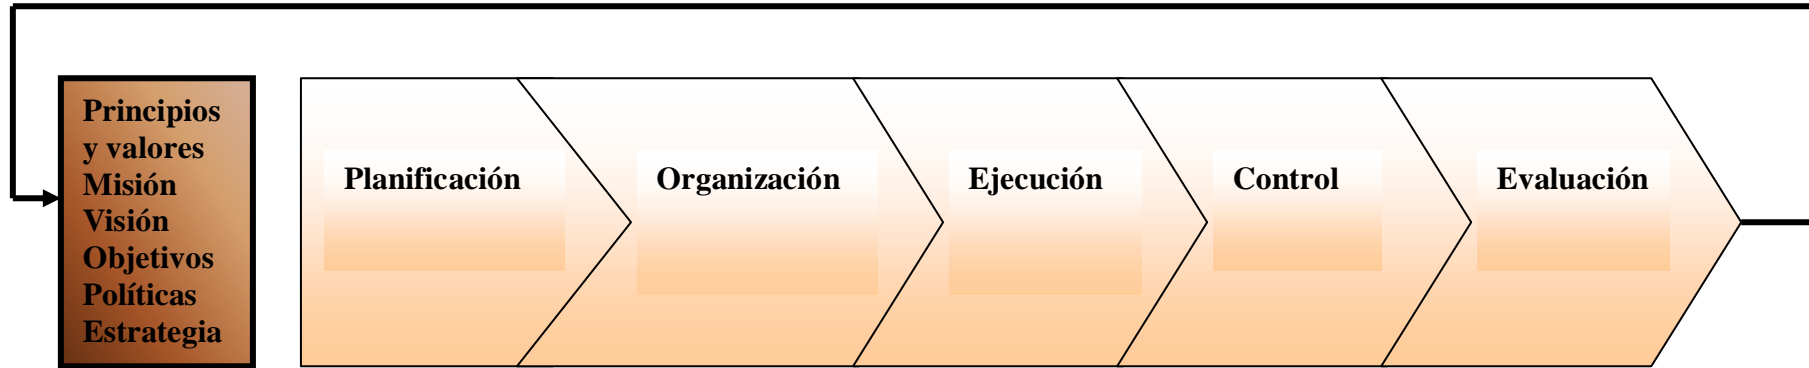 Principios
y valores
Misión
Visión
Objetivos
Políticas
Estrategia
Planificación
Organización
Ejecución
Control
Evaluación